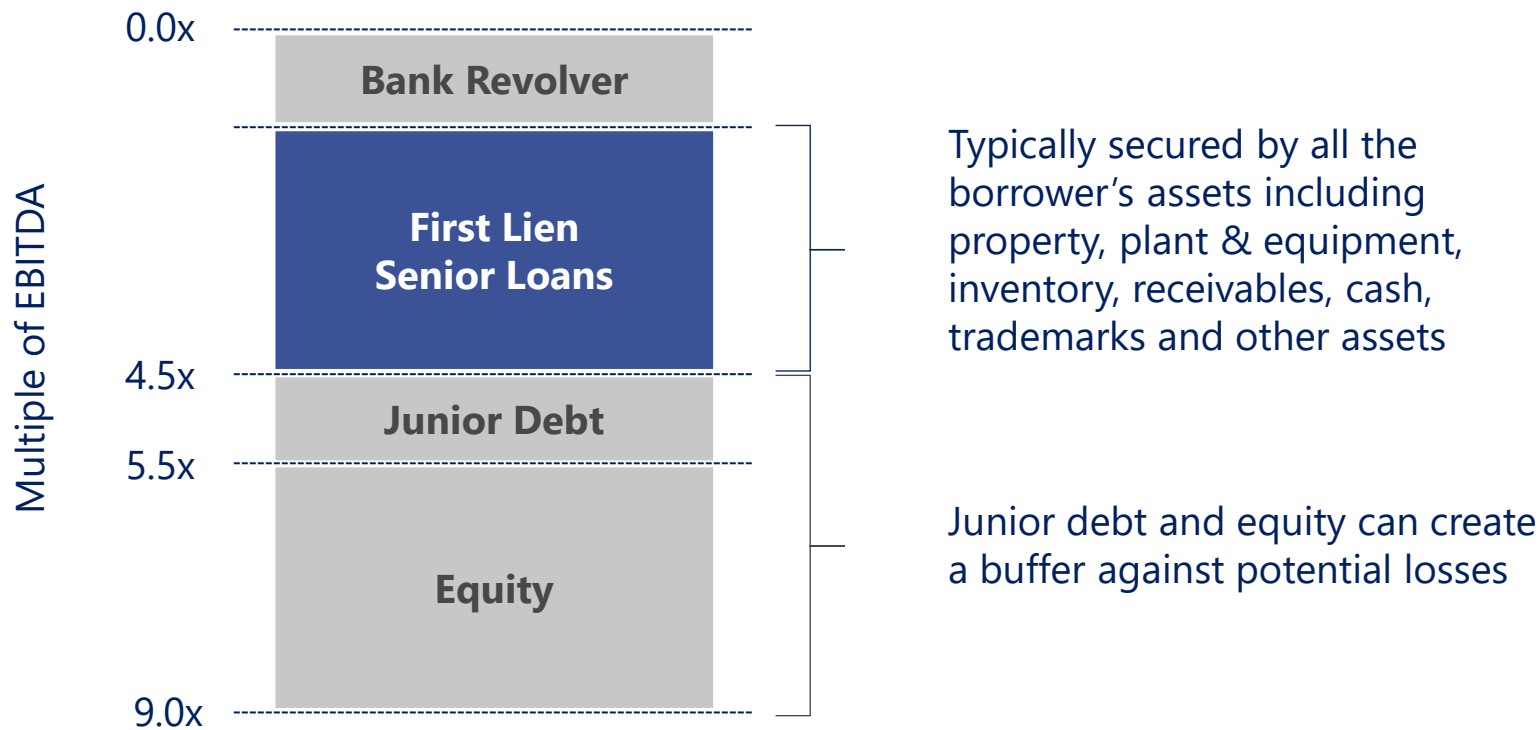 0.0x
Bank Revolver
Typically secured by all the
borrower’s assets including
property, plant & equipment,
inventory, receivables, cash,
trademarks and other assets
First Lien
Senior Loans
Multiple of EBITDA
4.5x
Junior Debt
5.5x
Junior debt and equity can create
a buffer against potential losses
Equity
9.0x